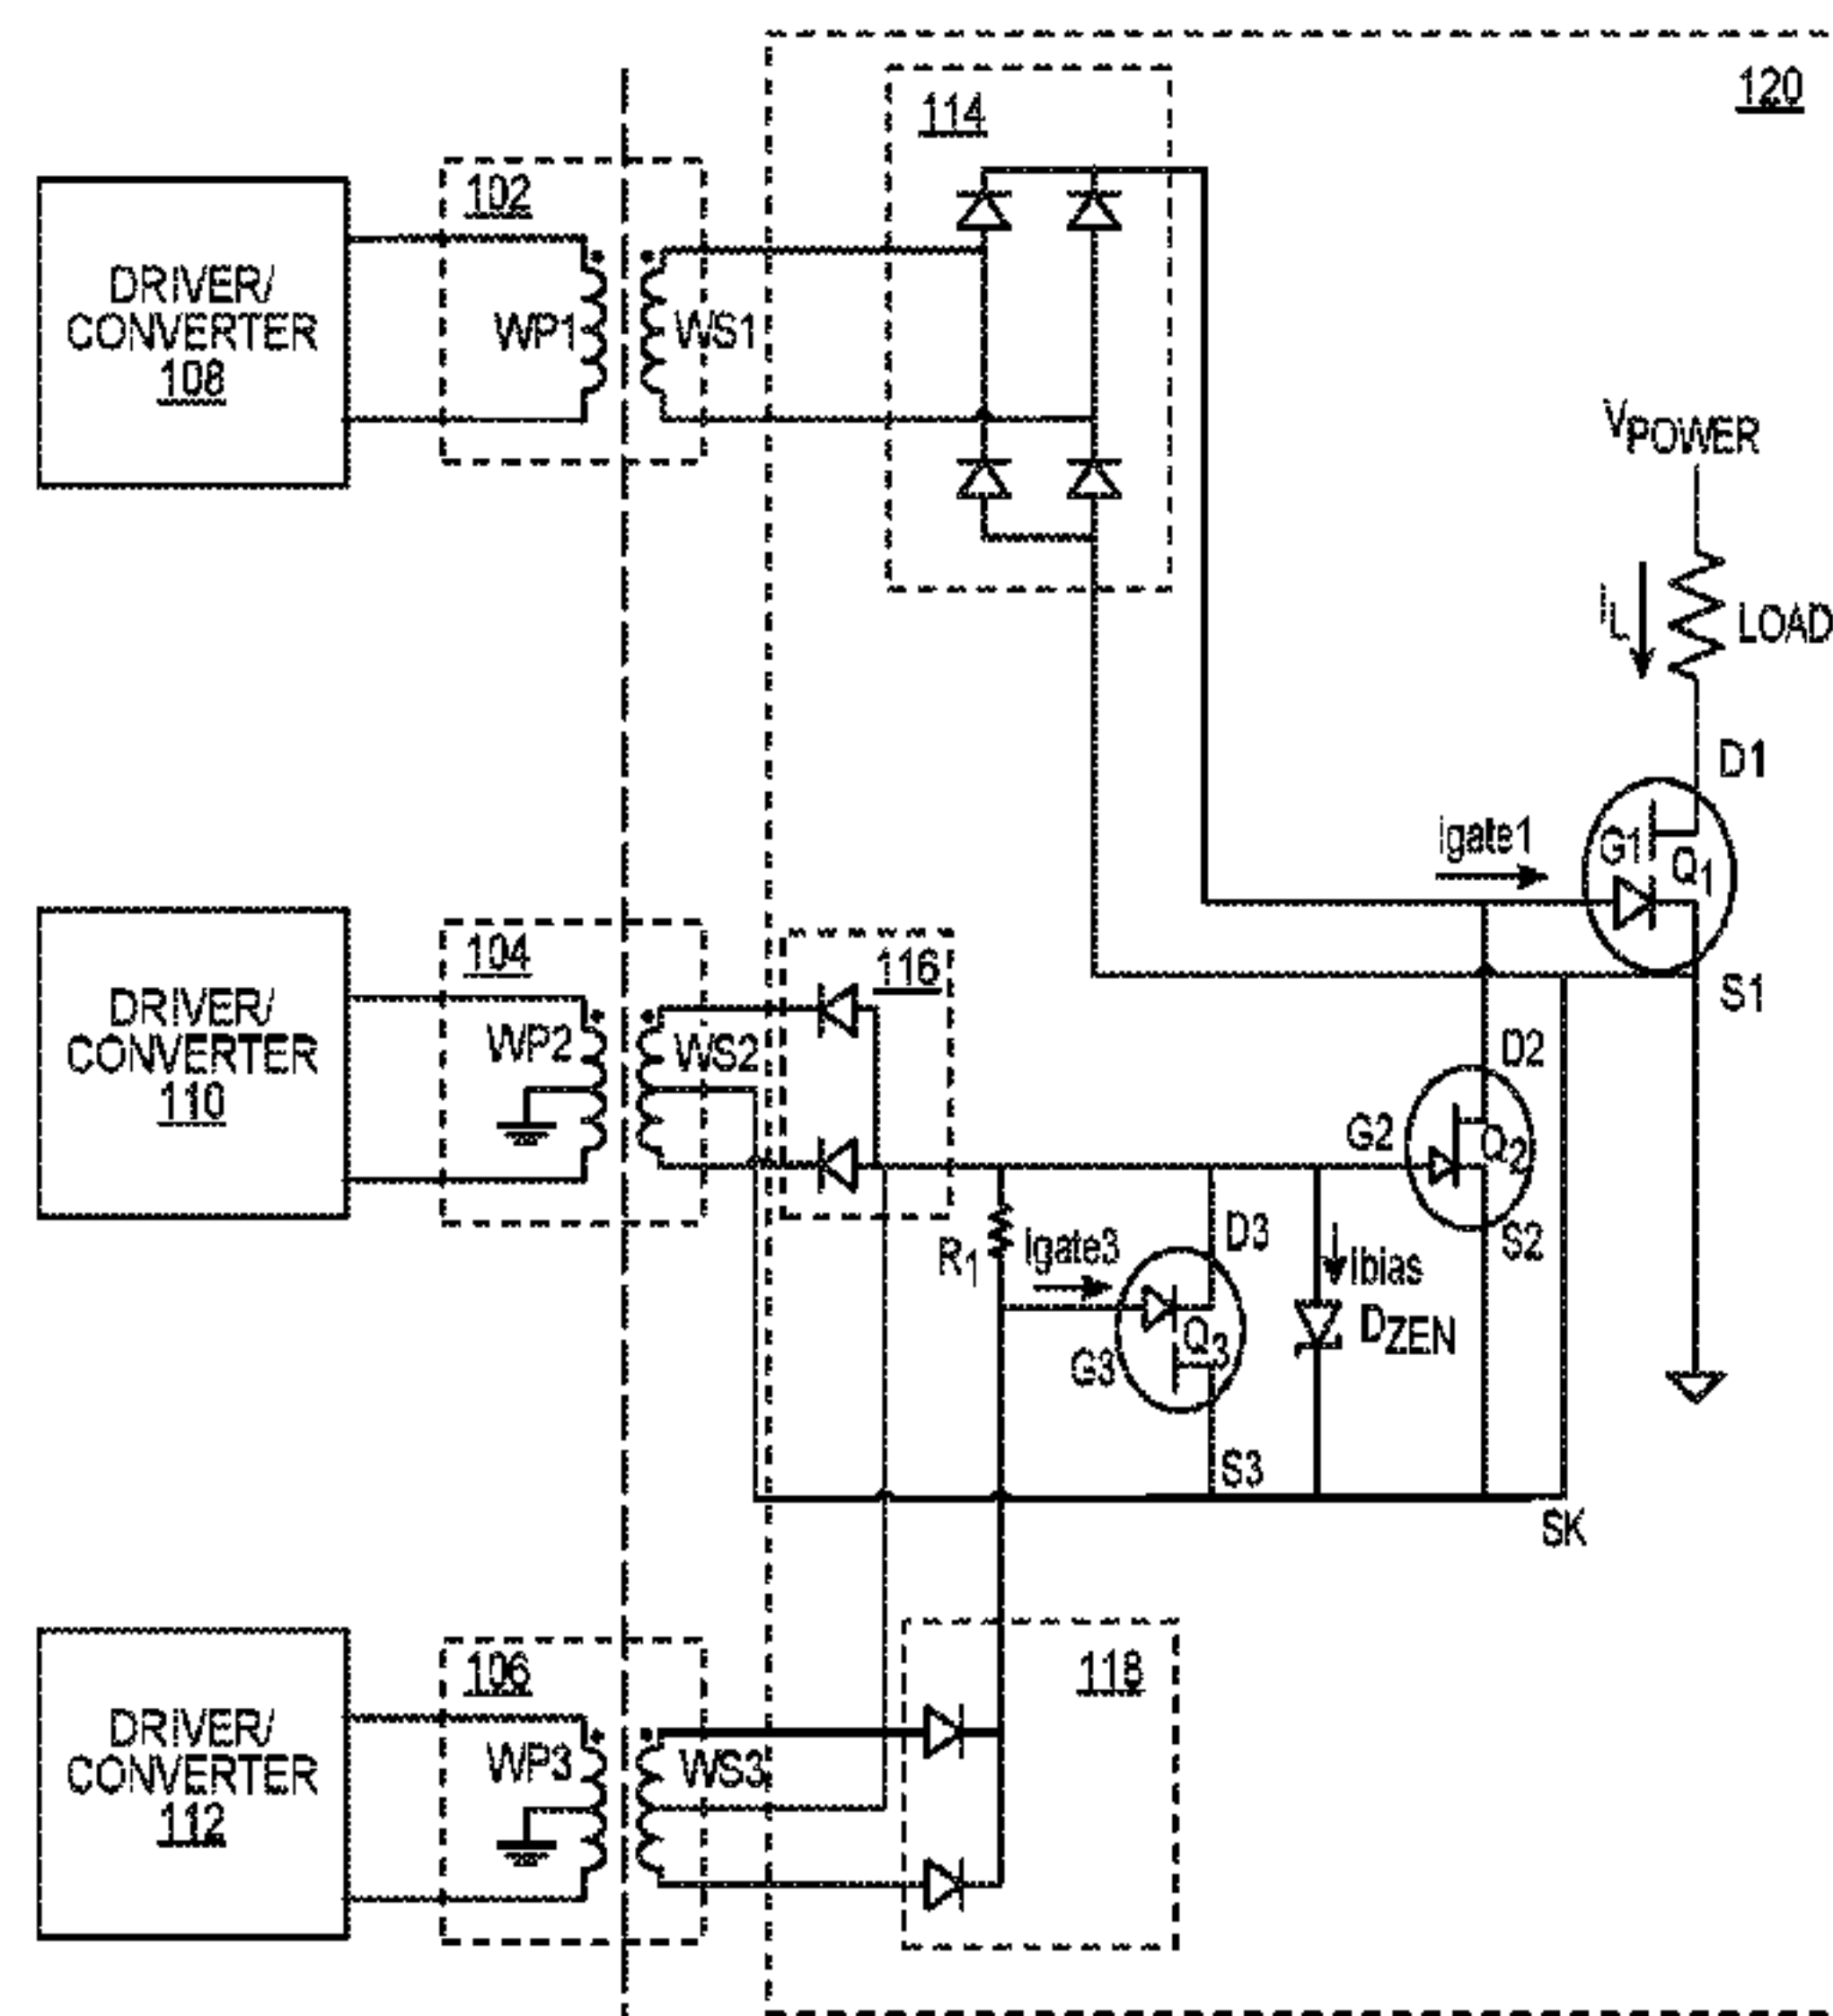 120
114
102
DRIVER/
CONVERTER
108
WP1
WS1
VPOWER
iL
LOAD
D1
igate1
G1
Q1
S1
104
116
DRIVER/
CONVERTER
110
WP2
WS2
D2
G2
Q2
S2
R1
igate3
D3
ibias
DZEN
Q3
G3
S3
SK
106
118
DRIVER/
CONVERTER
112
WP3
WS3